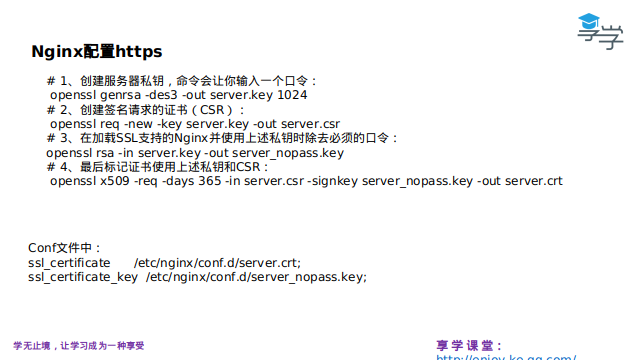 享学
Nginx配置https
# 1、创建服务器私钥，命令会让你输入一个口令：
openssl genrsa -des3 -out server.key 1024
# 2、创建签名请求的证书（CSR）：
openssl req -new -key server.key -out server.csr
# 3、在加载SSL支持的Nginx并使用上述私钥时除去必须的口令：
openssl rsa -in server.key -out server_nopass.key
# 4、最后标记证书使用上述私钥和CSR：
openssl x509 -req -days 365 -in server.csr -signkey server_nopass.key -out server.crt
Conf文件中：
ssl_certificate /etc/nginx/conf.d/server.crt;
ssl_certificate_key /etc/nginx/conf.d/server_nopass.key;
学无止境，让学习成为一种享受
享学课堂：
http://enjoy.ke.qq.com/